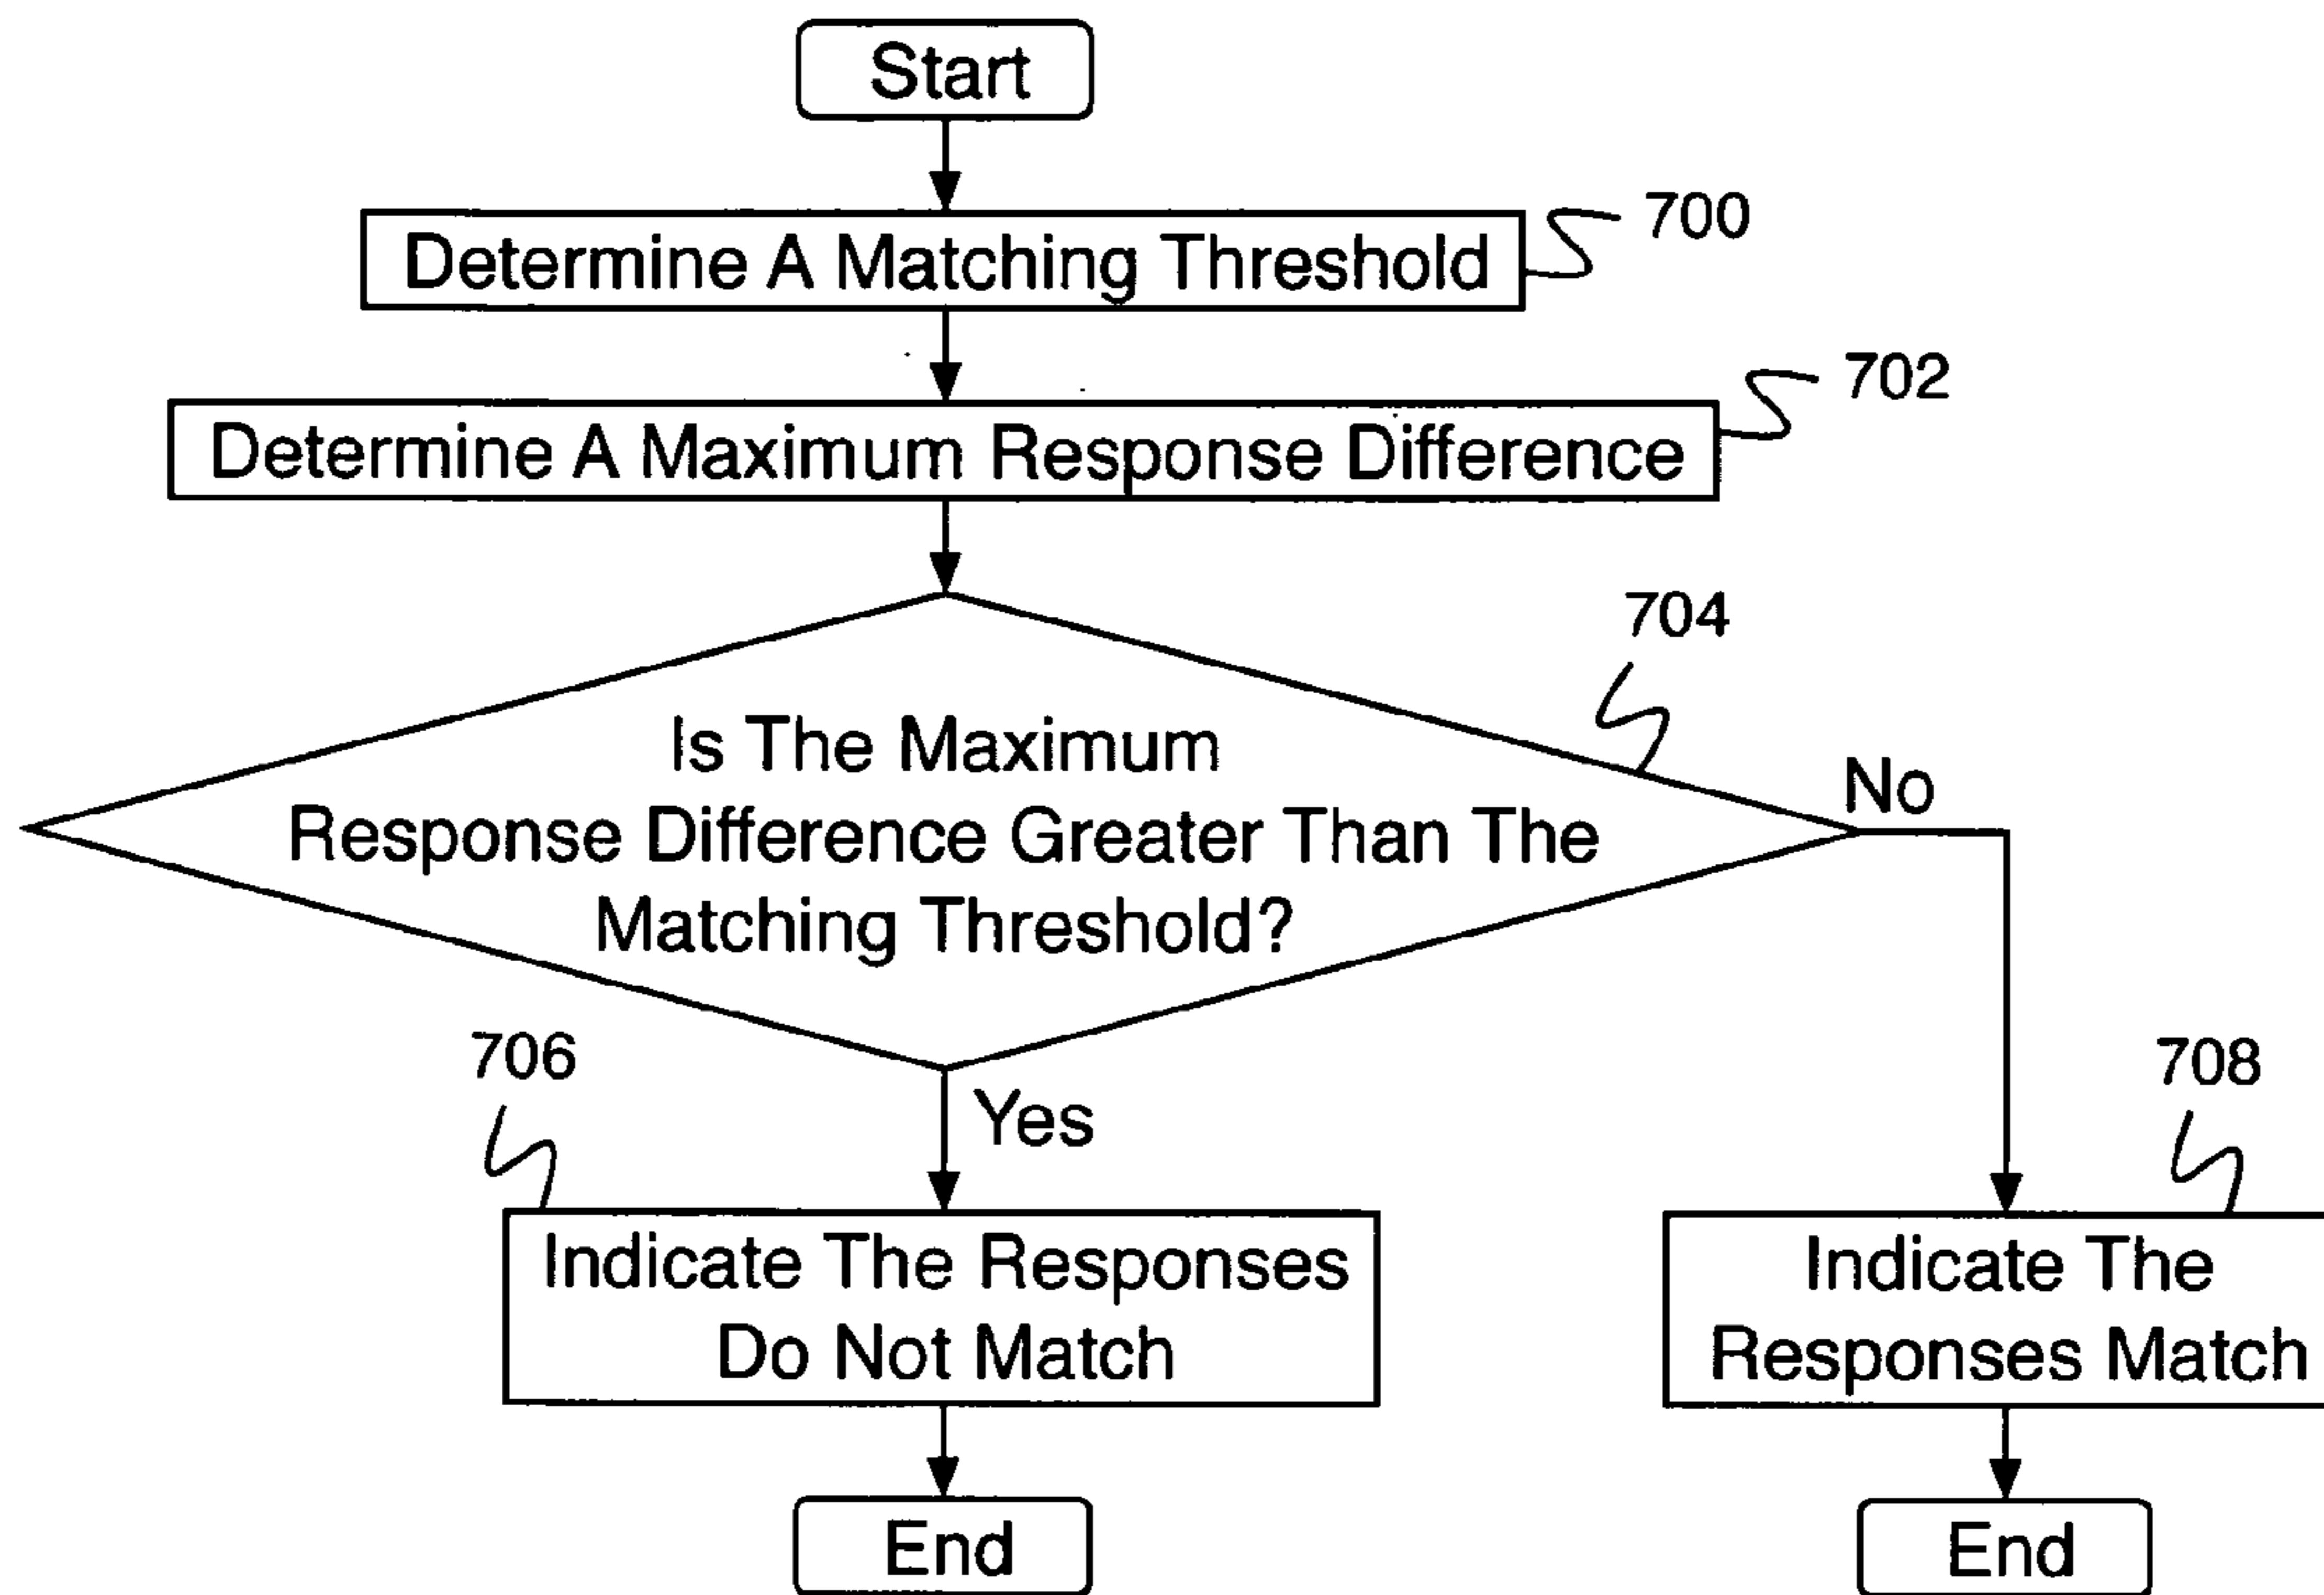 Start
Determine A Matching Threshold
700
Determine A Maximum Response Difference
702
704
Is The Maximum
Response Difference Greater Than The
Matching Threshold?
No
Yes
706
708
Indicate The Responses
Do Not Match
Indicate The
Responses Match
End
End